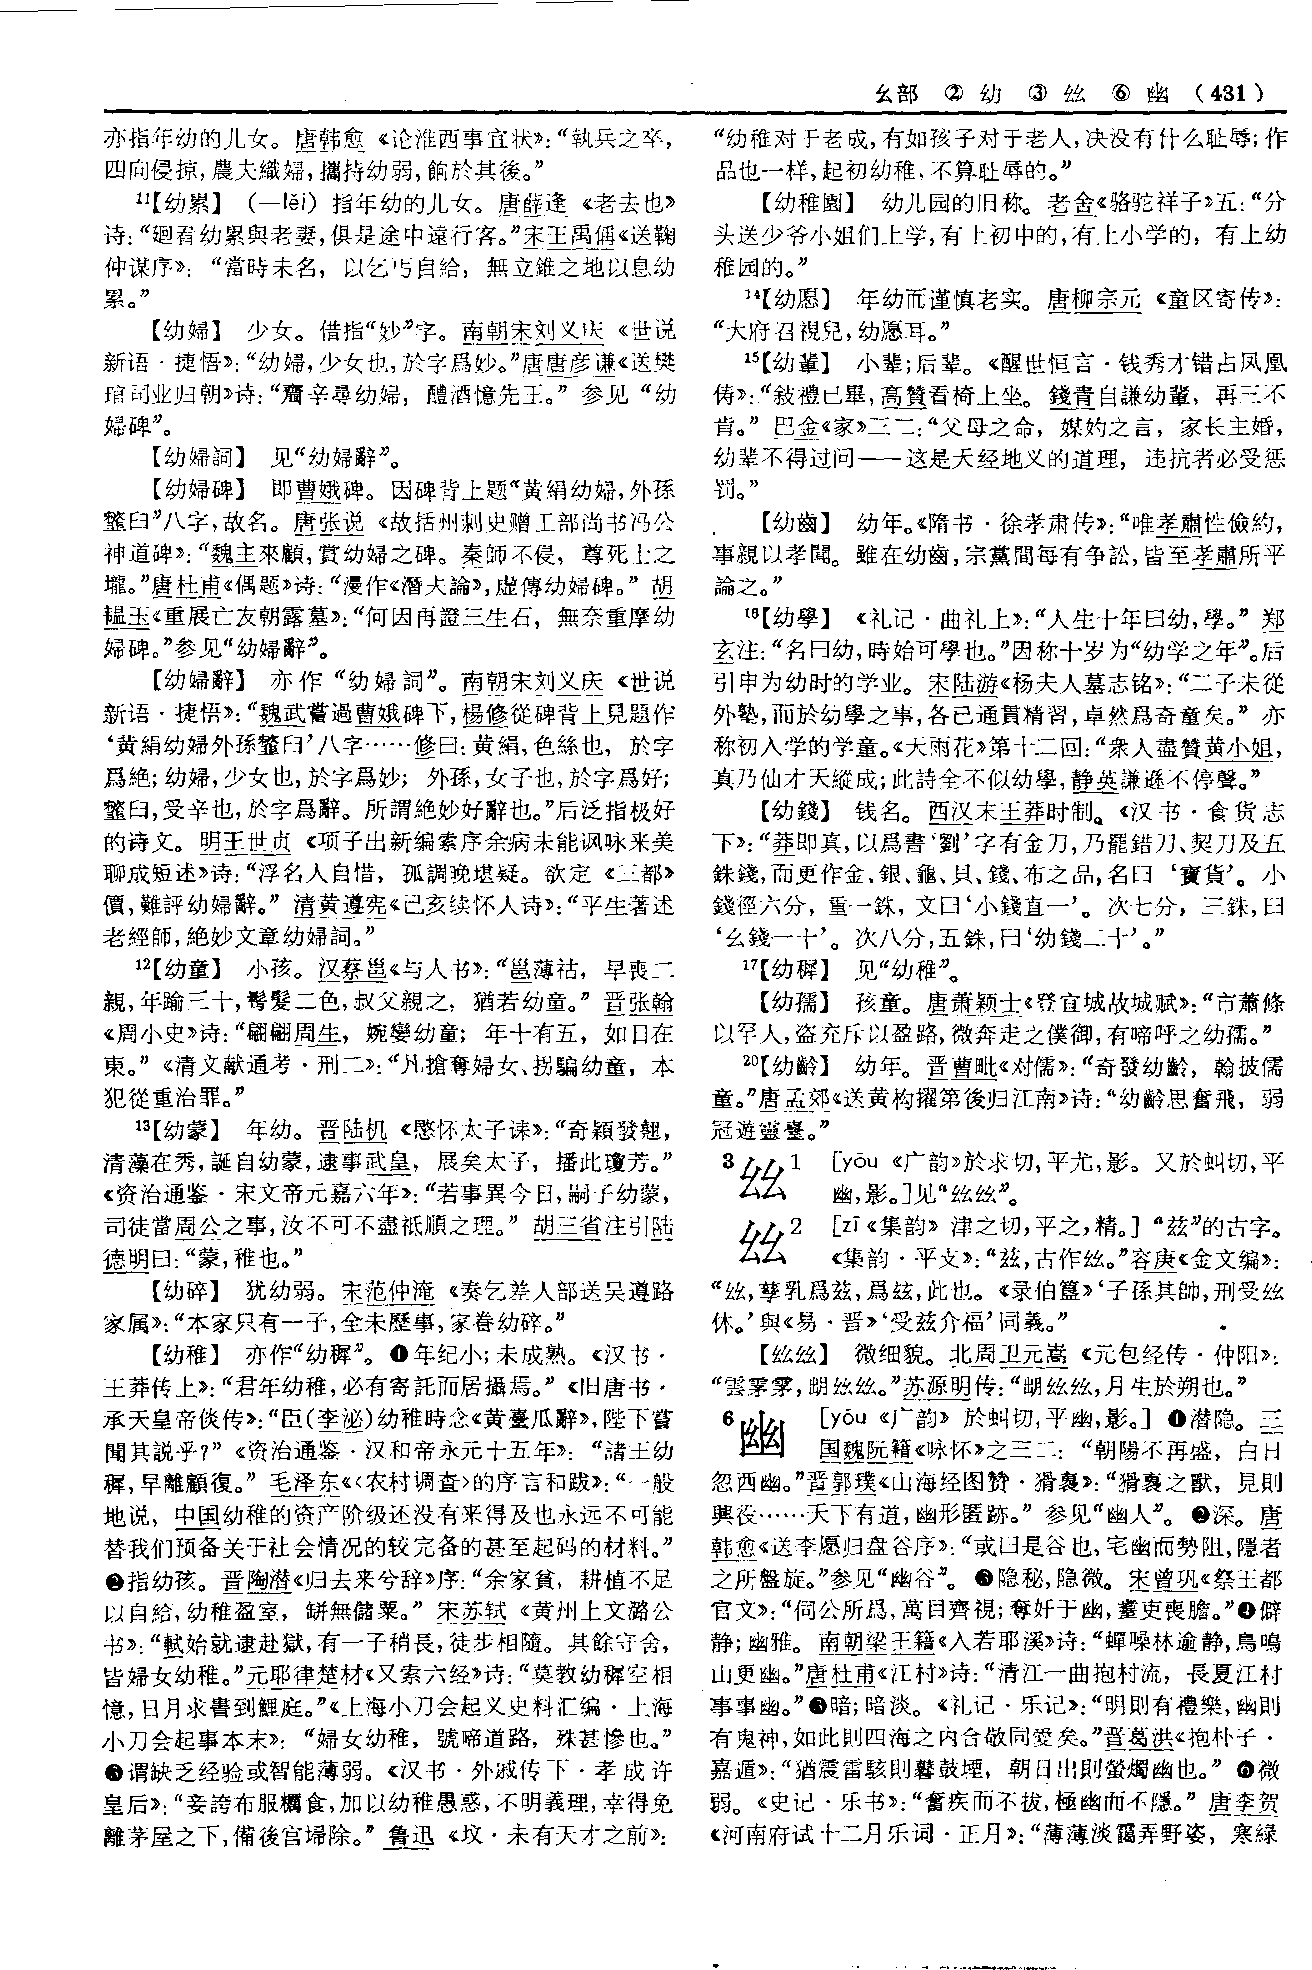 幺部 ② 幼 ③ 𢆶 ⑥ 幽 （431）
亦指年幼的儿女。唐韩愈《论淮西事宜状》：“執兵之卒，
四向侵掠，農夫織婦，攜持幼弱，餉於其後。”
11【幼累】 （—lěi）指年幼的儿女。唐薛逢《老去也》
诗：“廻看幼累與老妻，俱是途中遠行客。”宋王禹偁《送鞠
仲谋序》：“當時未名，以乞丐自給，無立錐之地以息幼
累。”
【幼婦】 少女。借指“妙”字。南朝宋刘义庆《世说
新语·捷悟》：“幼婦，少女也，於字爲妙。”唐唐彦谦《送樊
琯司业归朝》诗：“齏辛尋幼婦，醴酒憶先王。”参见“幼
婦碑”。
【幼婦詞】 见“幼婦辭”。
【幼婦碑】 即曹娥碑。因碑背上题“黄絹幼婦，外孫
虀臼”八字，故名。唐张说《故括州刺史赠工部尚书冯公
神道碑》：“魏主來顧，賞幼婦之碑。秦師不侵，尊死士之
壠。”唐杜甫《偶题》诗：“漫作《潛夫論》，虚傳幼婦碑。”胡
韫玉《重展亡友朝露墓》：“何因再證三生石，無奈重摩幼
婦碑。”参见“幼婦辭”。
【幼婦辭】 亦作“幼婦詞”。南朝宋刘义庆《世说
新语·捷悟》：“魏武嘗過曹娥碑下，楊修從碑背上見題作
‘黄絹幼婦外孫虀臼’八字……修曰：黄絹，色絲也，於字
爲絶；幼婦，少女也，於字爲妙；外孫，女子也，於字爲好；
虀臼，受辛也，於字爲辭。所謂絶妙好辭也。”后泛指极好
的诗文。明王世贞《项子出新编索序余病未能讽咏来美
聊成短述》诗：“浮名人自惜，孤調晚堪疑。欲定《三都》
價，難評幼婦辭。”清黄遵宪《己亥续怀人诗》：“平生著述
老經師，絶妙文章幼婦詞。”
12【幼童】 小孩。汉蔡邕《与人书》：“邕薄祜，早喪二
親，年踰三十，鬢髮二色，叔父親之，猶若幼童。”晋张翰
《周小史》诗：“翩翩周生，婉孌幼童；年十有五，如日在
東。”《清文献通考·刑二》：“凡搶奪婦女、拐騙幼童，本
犯從重治罪。”
13【幼蒙】 年幼。晋陆机《愍怀太子诔》：“奇穎發翹，
清藻在秀，誕自幼蒙，逮事武皇，展矣太子，播此瓊芳。”
《资治通鉴·宋文帝元嘉六年》：“若事異今日，嗣子幼蒙，
司徒當周公之事，汝不可不盡祗順之理。”胡三省注引陆
德明曰：“蒙，稚也。”
【幼碎】 犹幼弱。宋范仲淹《奏乞差人部送吴遵路
家属》：“本家只有一子，全未歷事，家眷幼碎。”
【幼稚】 亦作“幼穉”。❶年纪小；未成熟。《汉书·
王莽传上》：“君年幼稚，必有寄託而居攝焉。”《旧唐书·
承天皇帝倓传》：“臣（李泌）幼稚時念《黄臺瓜辭》，陛下嘗
聞其説乎？”《资治通鉴·汉和帝永元十五年》：“諸王幼
穉，早離顧復。”毛泽东《〈农村调查〉的序言和跋》：“一般
地说，中国幼稚的资产阶级还没有来得及也永远不可能
替我们预备关于社会情况的较完备的甚至起码的材料。”
❷指幼孩。晋陶潜《归去来兮辞》序：“余家貧，耕植不足
以自給，幼稚盈室，缾無儲粟。”宋苏轼《黄州上文潞公
书》：“軾始就逮赴獄，有一子稍長，徒步相隨。其餘守舍，
皆婦女幼稚。”元耶律楚材《又索六经》诗：“莫教幼穉空相
憶，日月求書到鯉庭。”《上海小刀会起义史料汇编·上海
小刀会起事本末》：“婦女幼稚，號啼道路，殊甚慘也。”
❸谓缺乏经验或智能薄弱。《汉书·外戚传下·孝成许
皇后》：“妾誇布服糲食，加以幼稚愚惑，不明義理，幸得免
離茅屋之下，備後宫埽除。”鲁迅《坟·未有天才之前》：
“幼稚对于老成，有如孩子对于老人，决没有什么耻辱；作
品也一样，起初幼稚，不算耻辱的。”
【幼稚園】 幼儿园的旧称。老舍《骆驼祥子》五：“分
头送少爷小姐们上学，有上初中的，有上小学的，有上幼
稚园的。”
14【幼愿】 年幼而谨慎老实。唐柳宗元《童区寄传》：
“大府召視兒，幼愿耳。”
15【幼輩】 小辈；后辈。《醒世恒言·钱秀才错占凤凰
俦》：“敍禮已畢，高贊看椅上坐。錢青自謙幼輩，再三不
肯。”巴金《家》三二：“父母之命，媒妁之言，家长主婚，
幼辈不得过问——这是天经地义的道理，违抗者必受惩
罚。”
【幼齒】 幼年。《隋书·徐孝肃传》：“唯孝肅性儉約，
事親以孝聞。雖在幼齒，宗黨間每有争訟，皆至孝肅所平
論之。”
16【幼學】 《礼记·曲礼上》：“人生十年曰幼，學。”郑
玄注：“名曰幼，時始可學也。”因称十岁为“幼学之年”。后
引申为幼时的学业。宋陆游《杨夫人墓志铭》：“二子未從
外塾，而於幼學之事，各已通貫精習，卓然爲奇童矣。”亦
称初入学的学童。《天雨花》第十二回：“衆人盡贊黄小姐，
真乃仙才天縱成；此詩全不似幼學，静英謙遜不停聲。”
【幼錢】 钱名。西汉末王莽时制。《汉书·食货志
下》：“莽即真，以爲書‘劉’字有金刀，乃罷錯刀、契刀及五
銖錢，而更作金、銀、龜、貝、錢、布之品，名曰‘寶貨’。小
錢徑六分，重一銖，文曰‘小錢直一’。次七分，三銖，曰
‘幺錢一十’。次八分，五銖，曰‘幼錢二十’。”
17【幼穉】 见“幼稚”。
【幼孺】 孩童。唐萧颖士《登宜城故城赋》：“市蕭條
以罕人，盗充斥以盈路，微奔走之僕御，有啼呼之幼孺。”
20【幼齡】 幼年。晋曹毗《对儒》：“奇發幼齡，翰披儒
童。”唐孟郊《送黄构擢第後归江南》诗：“幼齡思奮飛，弱
冠遊靈臺。”
3 𢆶1 ［yōu《广韵》於求切，平尤，影。又於虯切，平
幽，影。］见“𢆶𢆶”。
𢆶2 ［zī《集韵》津之切，平之，精。］“兹”的古字。
《集韵·平支》：“兹，古作𢆶。”容庚《金文编》：
“𢆶，孳乳爲兹，爲玆，此也。《录伯簋》‘子孫其帥，刑受𢆶
休。’與《易·晋》‘受兹介福’同義。”
【𢆶𢆶】 微细貌。北周卫元嵩《元包经传·仲阳》：
“雲霥霥，朙𢆶𢆶。”苏源明传：“朙𢆶𢆶，月生於朔也。”
6 幽 ［yōu《广韵》於虯切，平幽，影。］❶潜隐。三
国魏阮籍《咏怀》之三二：“朝陽不再盛，白日
忽西幽。”晋郭璞《山海经图赞·猾褢》：“猾褢之獸，見則
興役……天下有道，幽形匿跡。”参见“幽人”。❷深。唐
韩愈《送李愿归盘谷序》：“或曰是谷也，宅幽而勢阻，隱者
之所盤旋。”参见“幽谷”。❸隐秘，隐微。宋曾巩《祭王都
官文》：“伺公所爲，萬目齊視；奪奸于幽，蠹吏喪膽。”❹僻
静；幽雅。南朝梁王籍《入若耶溪》诗：“蟬噪林逾静，鳥鳴
山更幽。”唐杜甫《江村》诗：“清江一曲抱村流，長夏江村
事事幽。”❺暗；暗淡。《礼记·乐记》：“明則有禮樂，幽則
有鬼神，如此則四海之内合敬同愛矣。”晋葛洪《抱朴子·
嘉遁》：“猶震雷駭則鼛鼓堙，朝日出則螢燭幽也。”❻微
弱。《史记·乐书》：“奮疾而不拔，極幽而不隱。”唐李贺
《河南府试十二月乐词·正月》：“薄薄淡靄弄野姿，寒緑